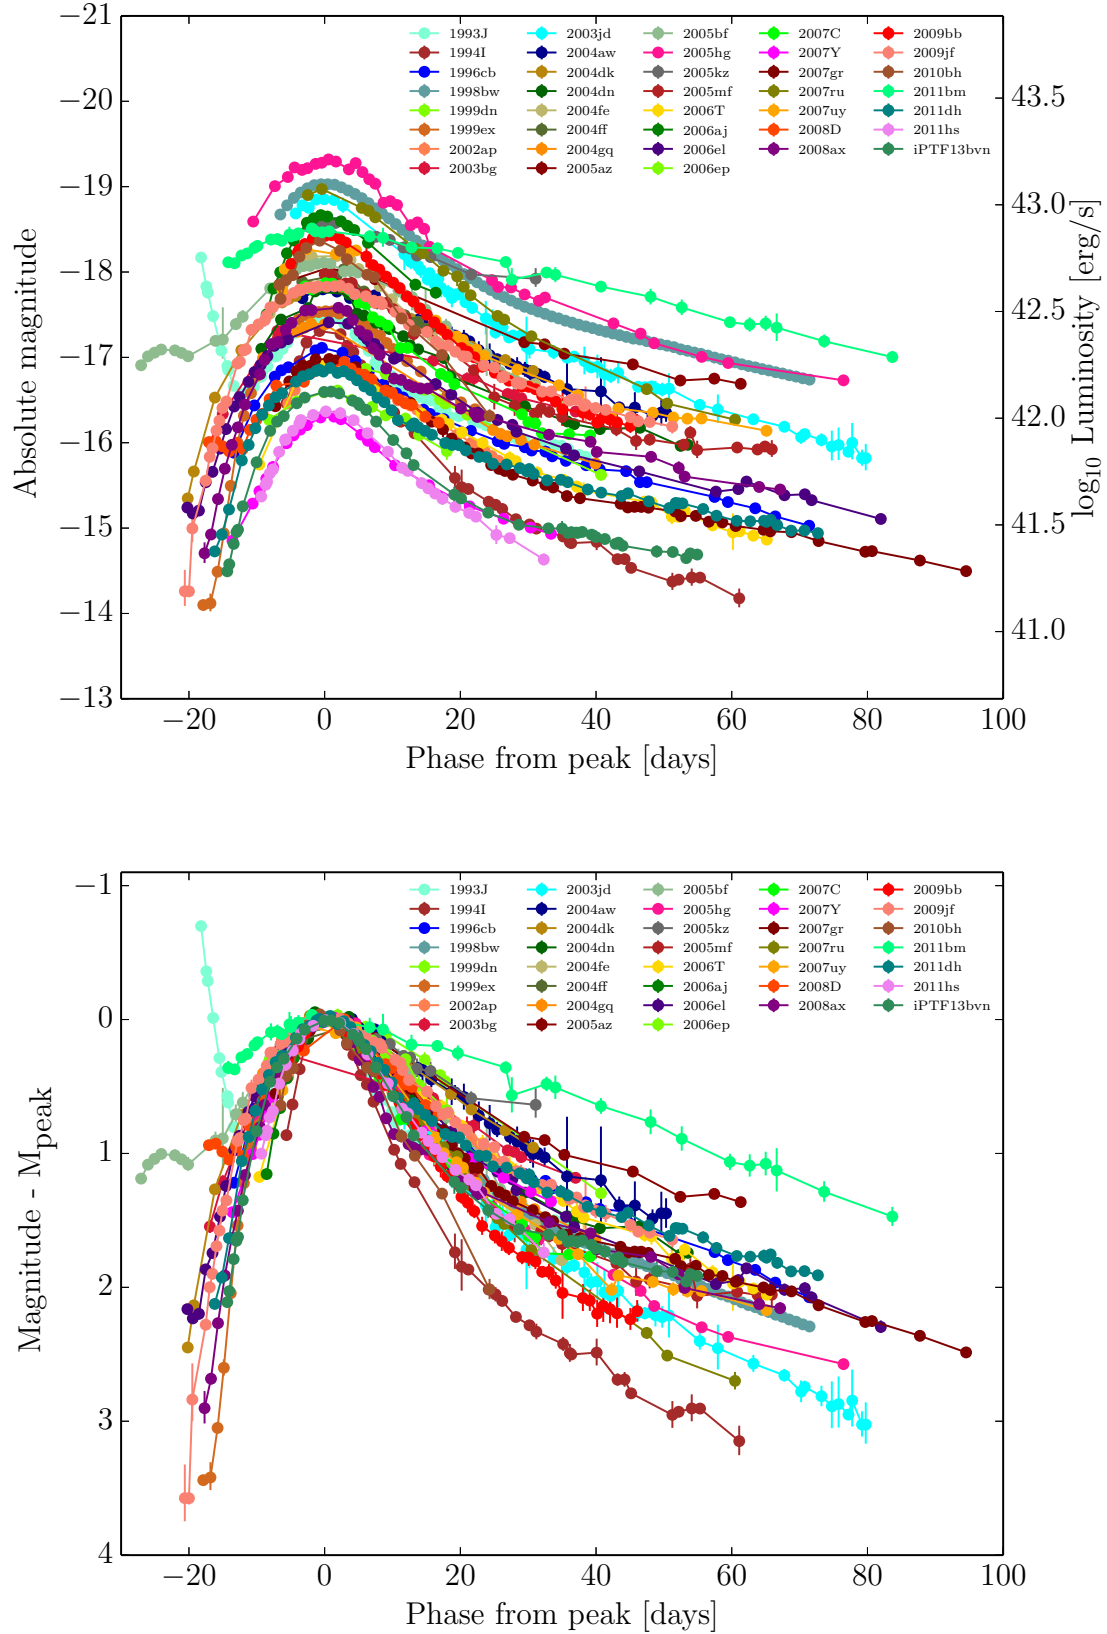 −21
−20
−19
−18
−17
−16
−15
−14
−13
Absolute magnitude
1993J 2003jd 2005bf 2007C 2009bb
1994I 2004aw 2005hg 2007Y 2009jf
1996cb 2004dk 2005kz 2007gr 2010bh
1998bw 2004dn 2005mf 2007ru 2011bm
1999dn 2004fe 2006T 2007uy 2011dh
1999ex 2004ff 2006aj 2008D 2011hs
2002ap 2004gq 2006el 2008ax iPTF13bvn
2003bg 2005az 2006ep
43.5
43.0
42.5
42.0
41.5
41.0
log10 Luminosity [erg/s]
−20 0 20 40 60 80 100
Phase from peak [days]
−1
0
1
2
3
4
Magnitude - Mpeak
1993J 2003jd 2005bf 2007C 2009bb
1994I 2004aw 2005hg 2007Y 2009jf
1996cb 2004dk 2005kz 2007gr 2010bh
1998bw 2004dn 2005mf 2007ru 2011bm
1999dn 2004fe 2006T 2007uy 2011dh
1999ex 2004ff 2006aj 2008D 2011hs
2002ap 2004gq 2006el 2008ax iPTF13bvn
2003bg 2005az 2006ep
−20 0 20 40 60 80 100
Phase from peak [days]